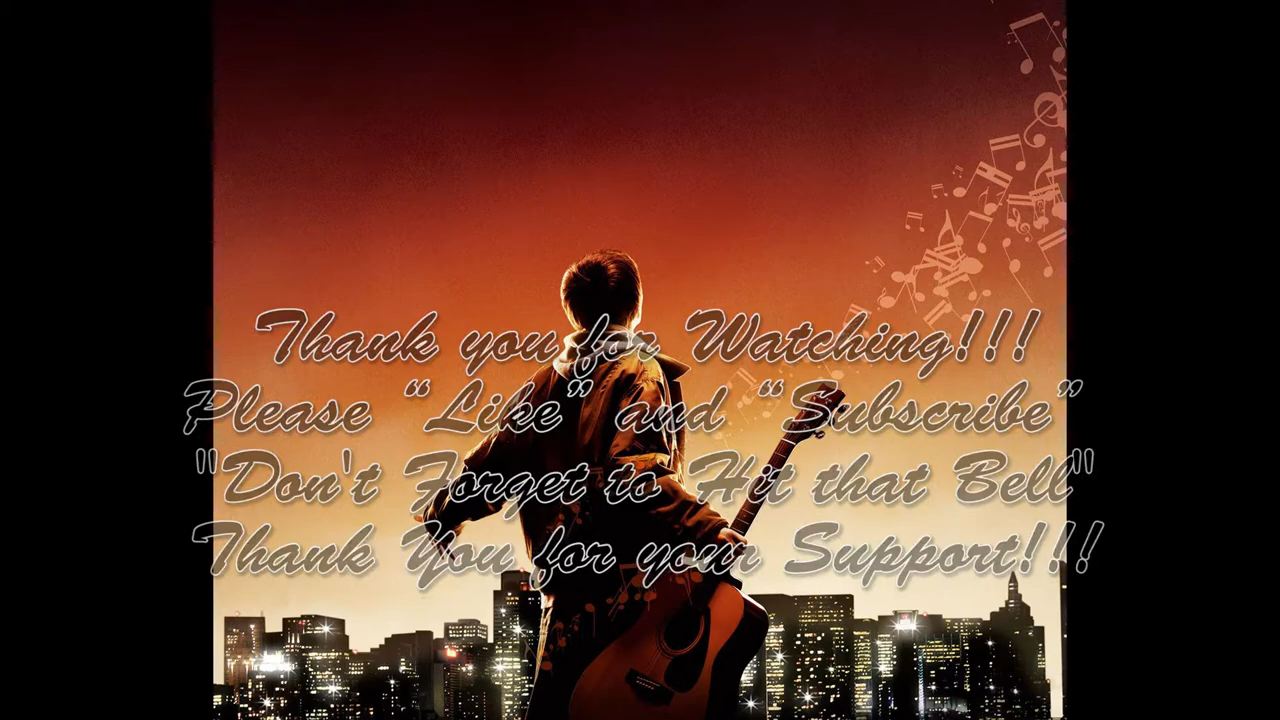 Thank you for Watching!!!
Please “Like” and “Subscribe”
"Don't Forget to Hit that Bell"
Thank You for your Support!!!